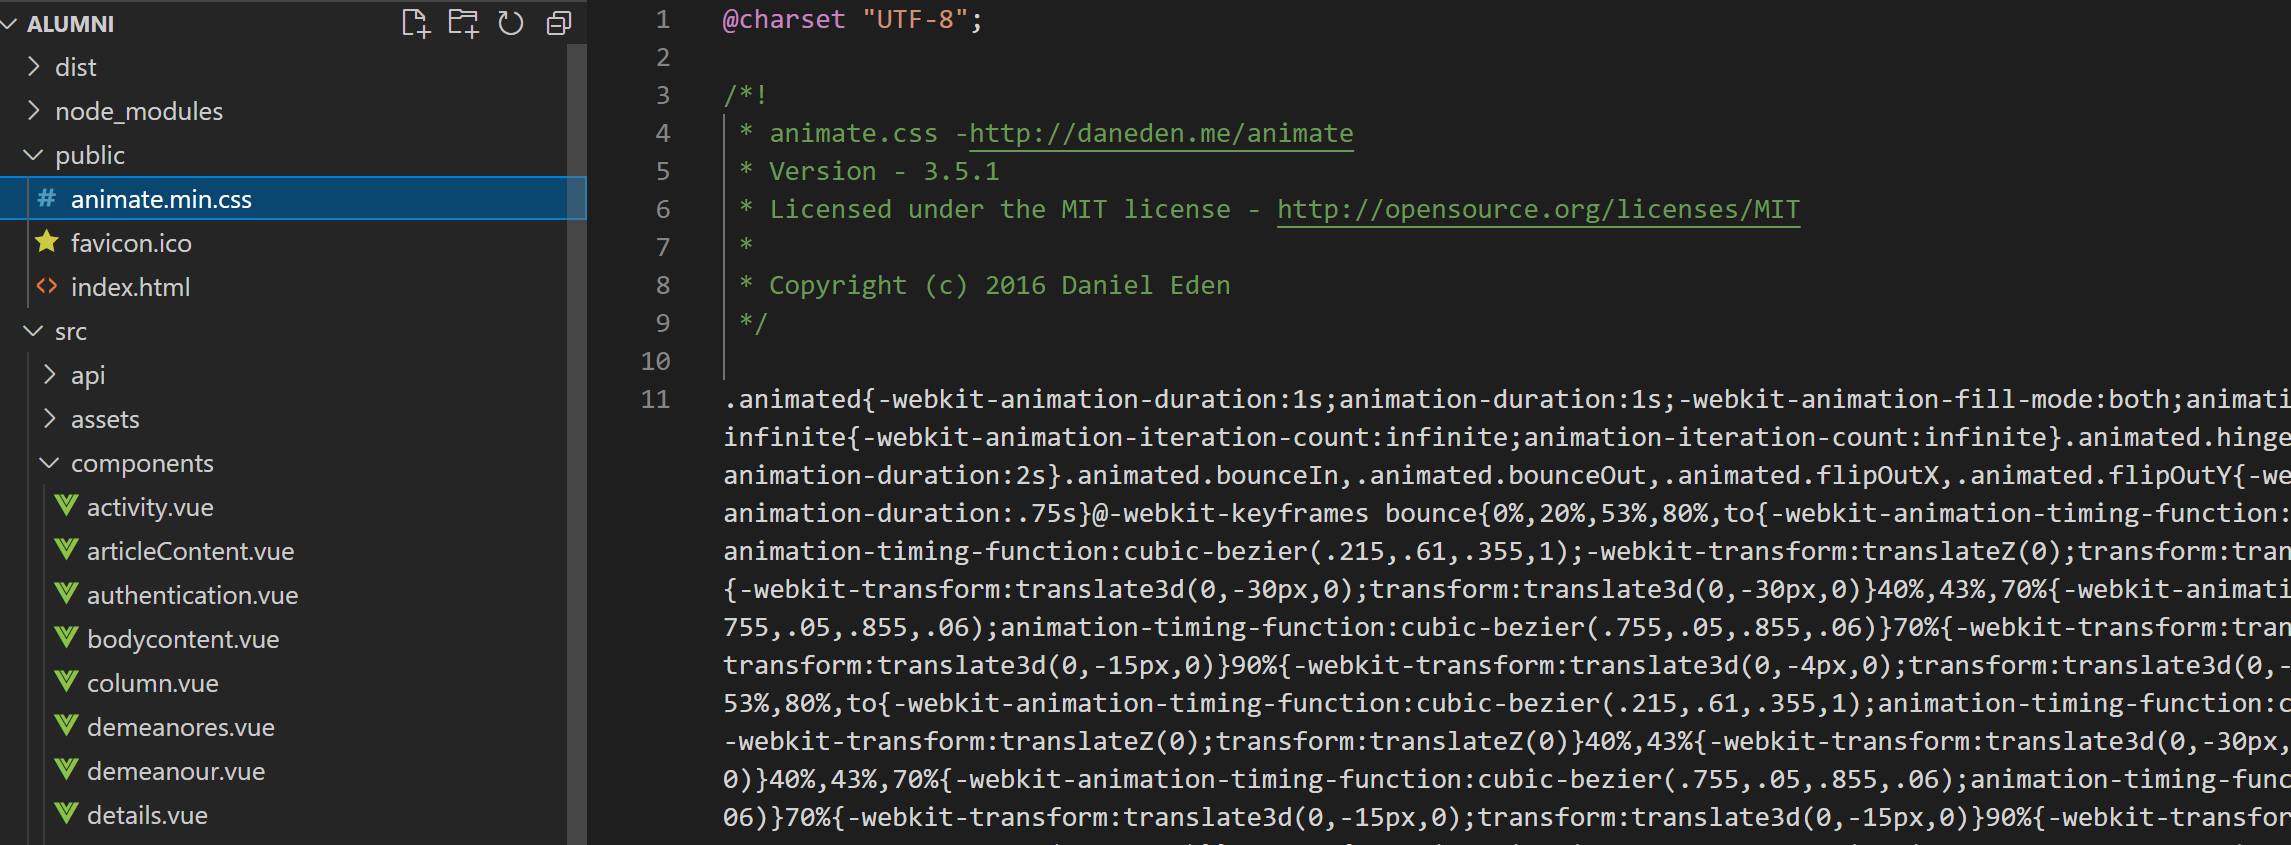 ALUMNI
dist
node_modules
public
animate.min.css
favicon.ico
index.html
src
api
assets
components
activity.vue
articleContent.vue
authentication.vue
bodycontent.vue
column.vue
demeanores.vue
demeanour.vue
details.vue
1 @charset "UTF-8";
2
3 /*!
4 * animate.css -http://daneden.me/animate
5 * Version - 3.5.1
6 * Licensed under the MIT license - http://opensource.org/licenses/MIT
7 *
8 * Copyright (c) 2016 Daniel Eden
9 */
10
11 .animated{-webkit-animation-duration:1s;animation-duration:1s;-webkit-animation-fill-mode:both;animati
infinite{-webkit-animation-iteration-count:infinite;animation-iteration-count:infinite}.animated.hinge
animation-duration:2s}.animated.bounceIn,.animated.bounceOut,.animated.flipOutX,.animated.flipOutY{-we
animation-duration:.75s}@-webkit-keyframes bounce{0%,20%,53%,80%,to{-webkit-animation-timing-function:
animation-timing-function:cubic-bezier(.215,.61,.355,1);-webkit-transform:translateZ(0);transform:tran
{-webkit-transform:translate3d(0,-30px,0);transform:translate3d(0,-30px,0)}40%,43%,70%{-webkit-animati
755,.05,.855,.06);animation-timing-function:cubic-bezier(.755,.05,.855,.06)}70%{-webkit-transform:tran
transform:translate3d(0,-15px,0)}90%{-webkit-transform:translate3d(0,-4px,0);transform:translate3d(0,-
53%,80%,to{-webkit-animation-timing-function:cubic-bezier(.215,.61,.355,1);animation-timing-function:c
-webkit-transform:translateZ(0);transform:translateZ(0)}40%,43%{-webkit-transform:translate3d(0,-30px,
0)}40%,43%,70%{-webkit-animation-timing-function:cubic-bezier(.755,.05,.855,.06);animation-timing-func
06)}70%{-webkit-transform:translate3d(0,-15px,0);transform:translate3d(0,-15px,0)}90%{-webkit-transfor